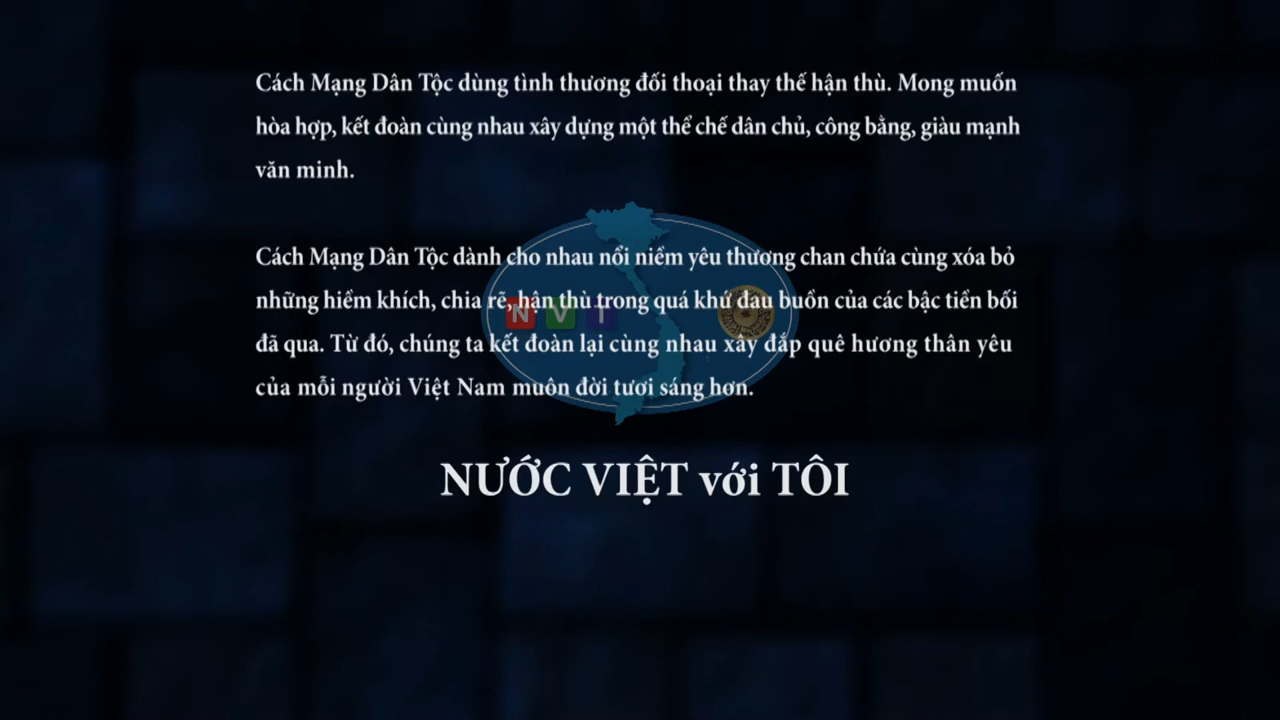 Cách Mạng Dân Tộc dùng tình thương đối thoại thay thế hận thù. Mong muốn
hòa hợp, kết đoàn cùng nhau xây dựng một thể chế dân chủ, công bằng, giàu mạnh
văn minh.
Cách Mạng Dân Tộc dành cho nhau nổi niềm yêu thương chan chứa cùng xóa bỏ
những hiềm khích, chia rẽ, hận thù trong quá khứ đau buồn của các bậc tiền bối
đã qua. Từ đó, chúng ta kết đoàn lại cùng nhau xây đắp quê hương thân yêu
của mỗi người Việt Nam muôn đời tươi sáng hơn.
N V T
NƯỚC VIỆT với TÔI